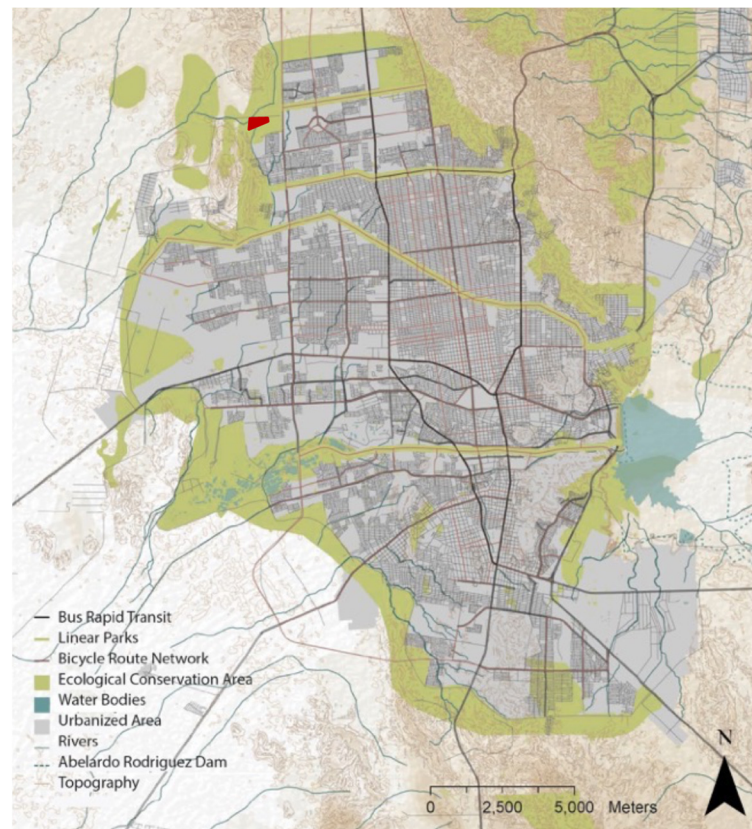 Bus Rapid Transit
Linear Parks
Bicycle Route Network
Ecological Conservation Area
Water Bodies
Urbanized Area
Rivers
Abelardo Rodriguez Dam
Topography
N
0 2,500 5,000 Meters